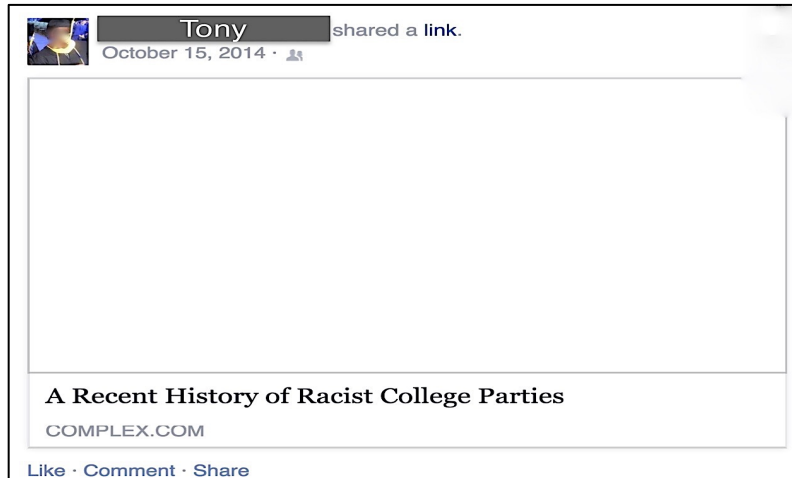 Tony shared a link.
October 15, 2014 ·
A Recent History of Racist College Parties
COMPLEX.COM
Like · Comment · Share